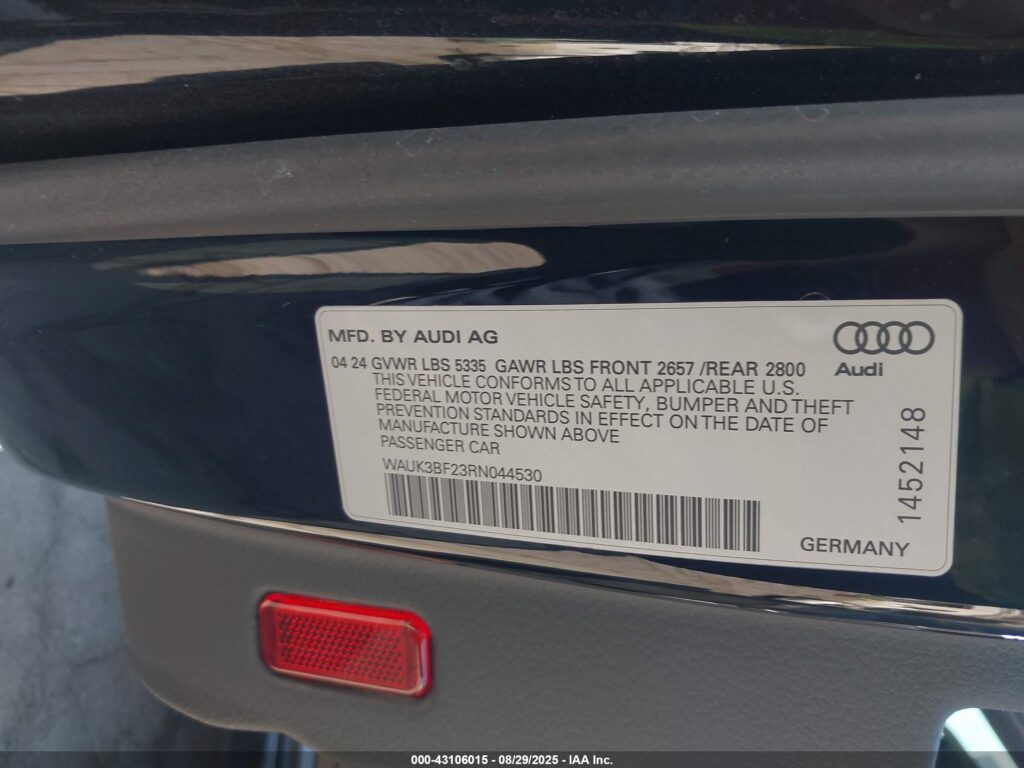 MFD. BY AUDI AG
04 24 GVWR LBS 5335 GAWR LBS FRONT 2657 /REAR 2800
THIS VEHICLE CONFORMS TO ALL APPLICABLE U.S.
FEDERAL MOTOR VEHICLE SAFETY, BUMPER AND THEFT
PREVENTION STANDARDS IN EFFECT ON THE DATE OF
MANUFACTURE SHOWN ABOVE
PASSENGER CAR
WAUK3BF23RN044530
Audi
1452148
GERMANY
000-43106015 - 08/29/2025 - IAA Inc.